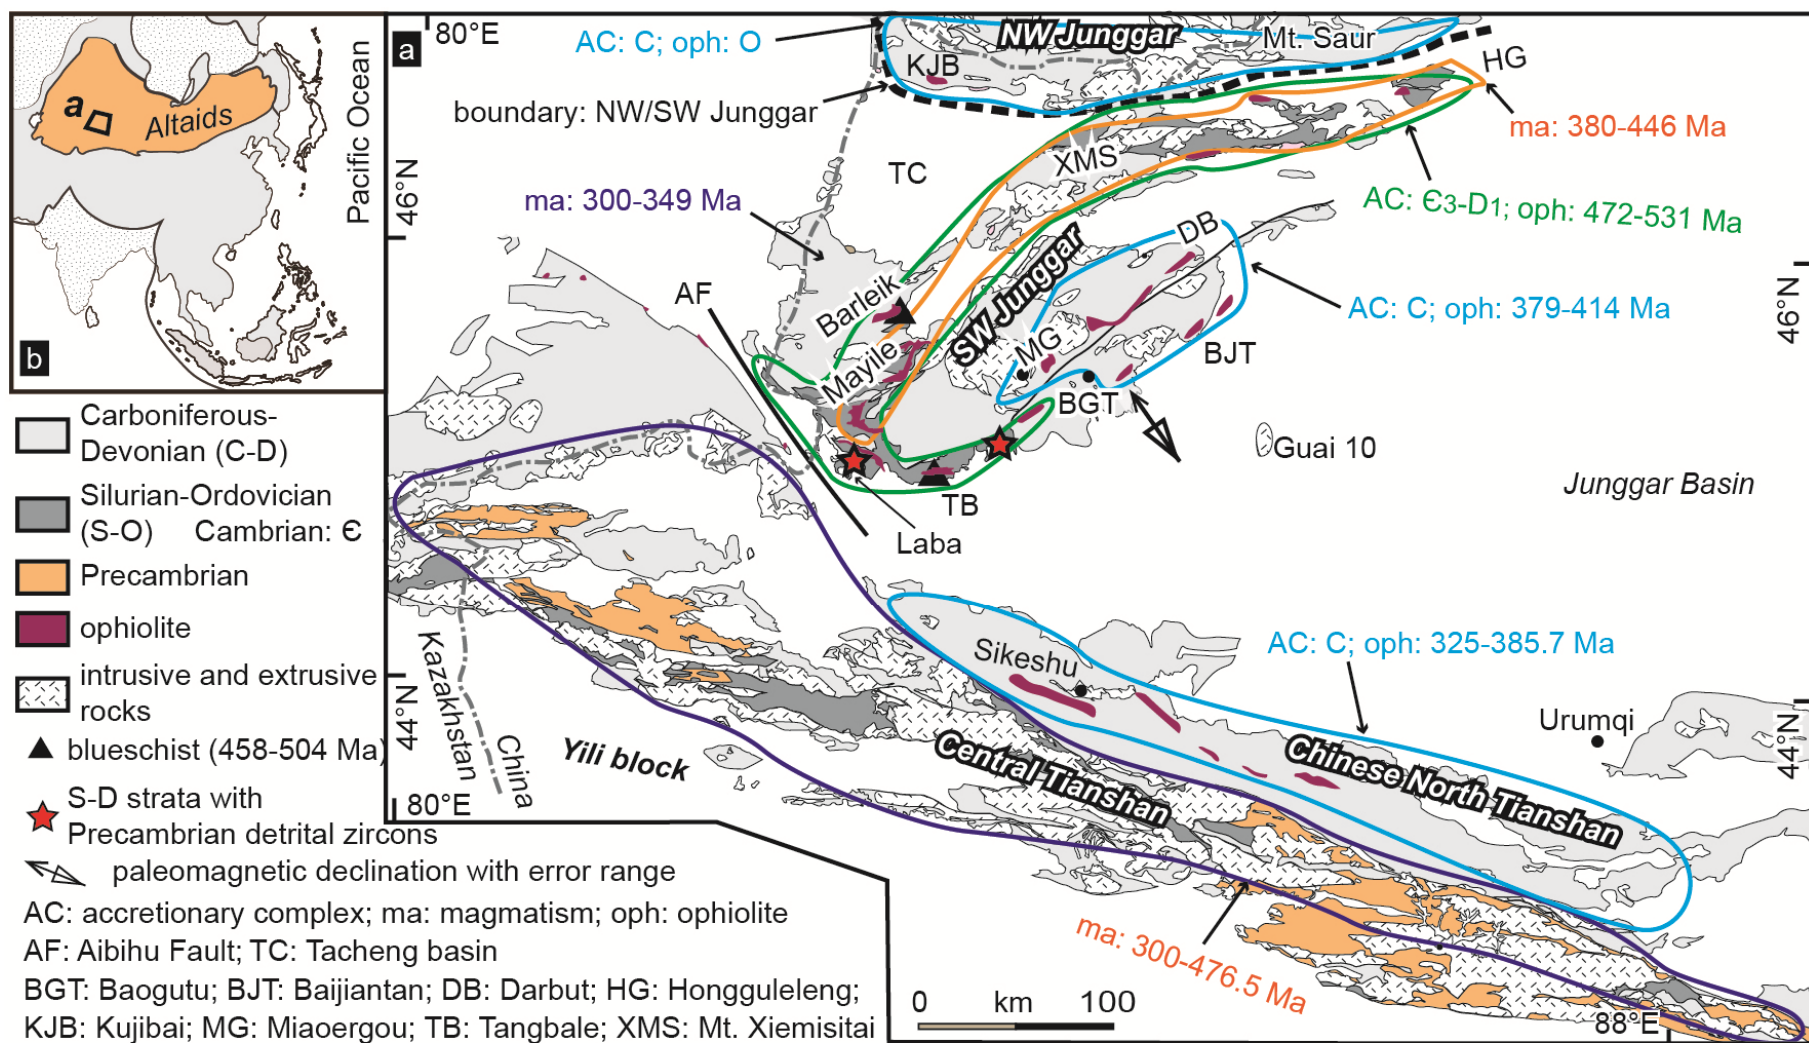 a
80°E
AC: C; oph: O
NW Junggar
Mt. Saur
KJB
HG
boundary: NW/SW Junggar
ma: 380-446 Ma
Pacific Ocean
a
Altaids
b
46°N
TC
XMS
ma: 300-349 Ma
AC: Є3-D1; oph: 472-531 Ma
DB
SW Junggar
AF
Barleik
AC: C; oph: 379-414 Ma
46°N
MG
BJT
Mayile
BGT
Guai 10
Junggar Basin
TB
Laba
Carboniferous-
Devonian (C-D)
Silurian-Ordovician
(S-O) Cambrian: Є
Precambrian
ophiolite
intrusive and extrusive
rocks
blueschist (458-504 Ma)
S-D strata with
Precambrian detrital zircons
paleomagnetic declination with error range
AC: accretionary complex; ma: magmatism; oph: ophiolite
AF: Aibihu Fault; TC: Tacheng basin
BGT: Baogutu; BJT: Baijiantan; DB: Darbut; HG: Hongguleleng;
KJB: Kujibai; MG: Miaoergou; TB: Tangbale; XMS: Mt. Xiemisitai
Kazakhstan
China
44°N
80°E
Yili block
Sikeshu
AC: C; oph: 325-385.7 Ma
Urumqi
44°N
Central Tianshan
Chinese North Tianshan
ma: 300-476.5 Ma
0 km 100
88°E